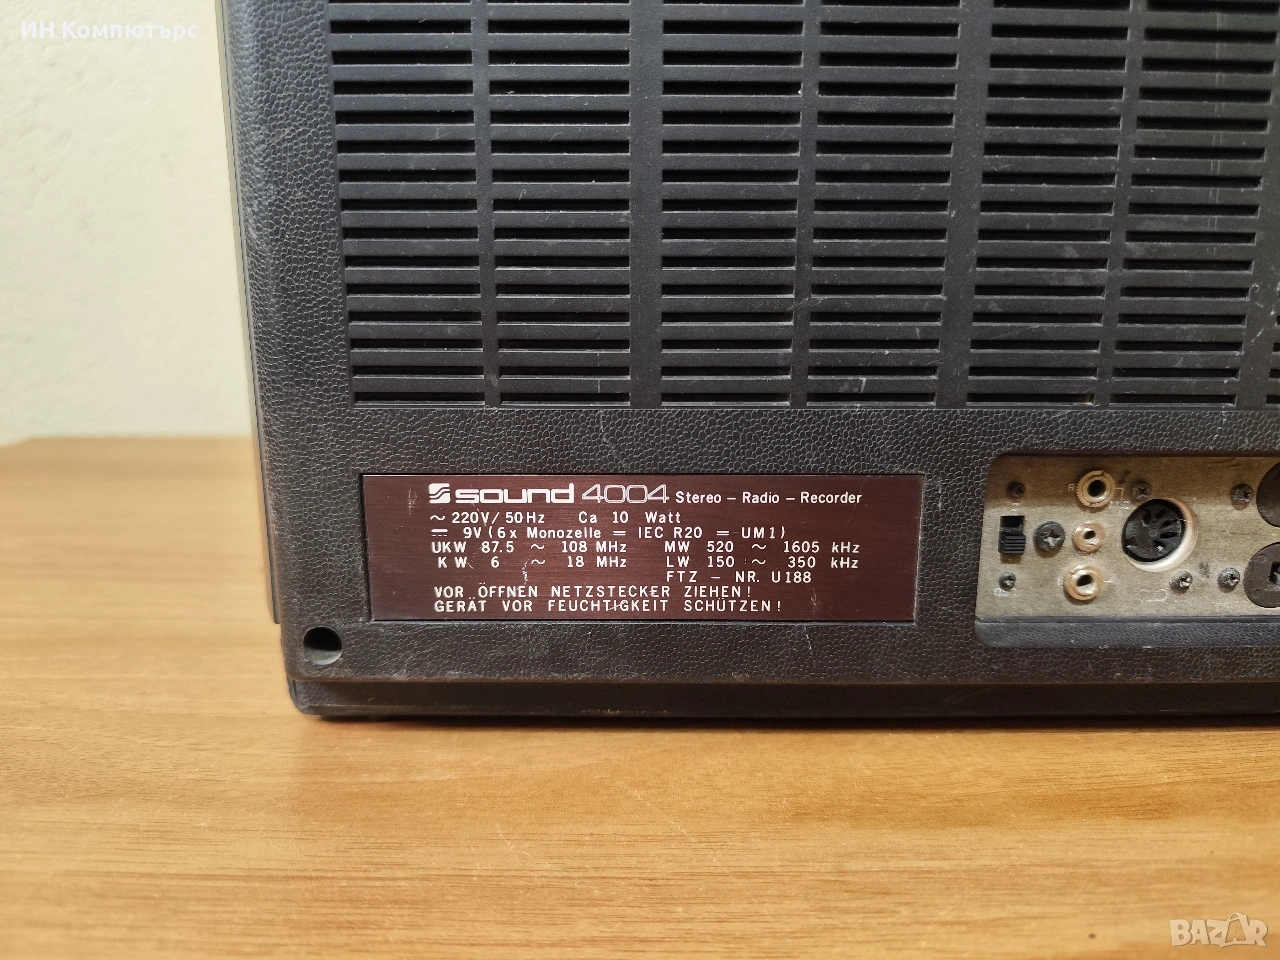 ИН Компютърс
sound 4004 Stereo – Radio – Recorder
~ 220V/50Hz Ca 10 Watt
9V (6x Monozelle = IEC R20 = UM1)
UKW 87.5 ~ 108 MHz MW 520 ~ 1605 kHz
KW 6 ~ 18 MHz LW 150 ~ 350 kHz
FTZ – NR. U188
VOR ÖFFNEN NETZSTECKER ZIEHEN!
GERÄT VOR FEUCHTIGKEIT SCHÜTZEN!
BAZAR